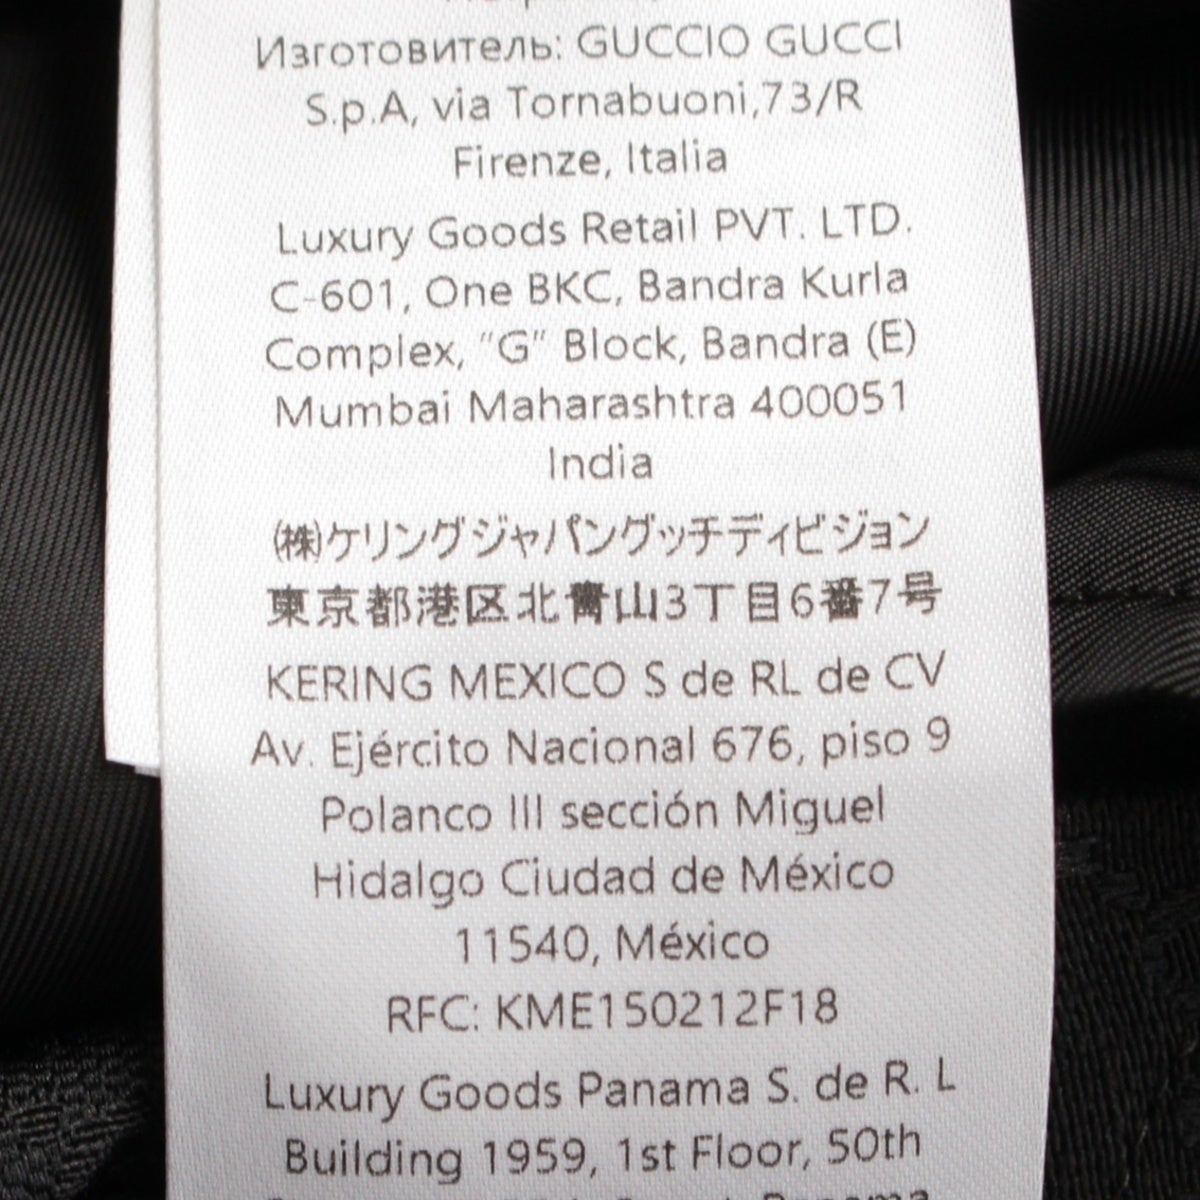 Изготовитель: GUCCIO GUCCI
S.p.A, via Tornabuoni,73/R
Firenze, Italia
Luxury Goods Retail PVT. LTD.
C-601, One BKC, Bandra Kurla
Complex, "G" Block, Bandra (E)
Mumbai Maharashtra 400051
India
㈱ケリングジャパングッチディビジョン
東京都港区北青山3丁目6番7号
KERING MEXICO S de RL de CV
Av. Ejército Nacional 676, piso 9
Polanco III sección Miguel
Hidalgo Ciudad de México
11540, México
RFC: KME150212F18
Luxury Goods Panama S. de R. L
Building 1959, 1st Floor, 50th